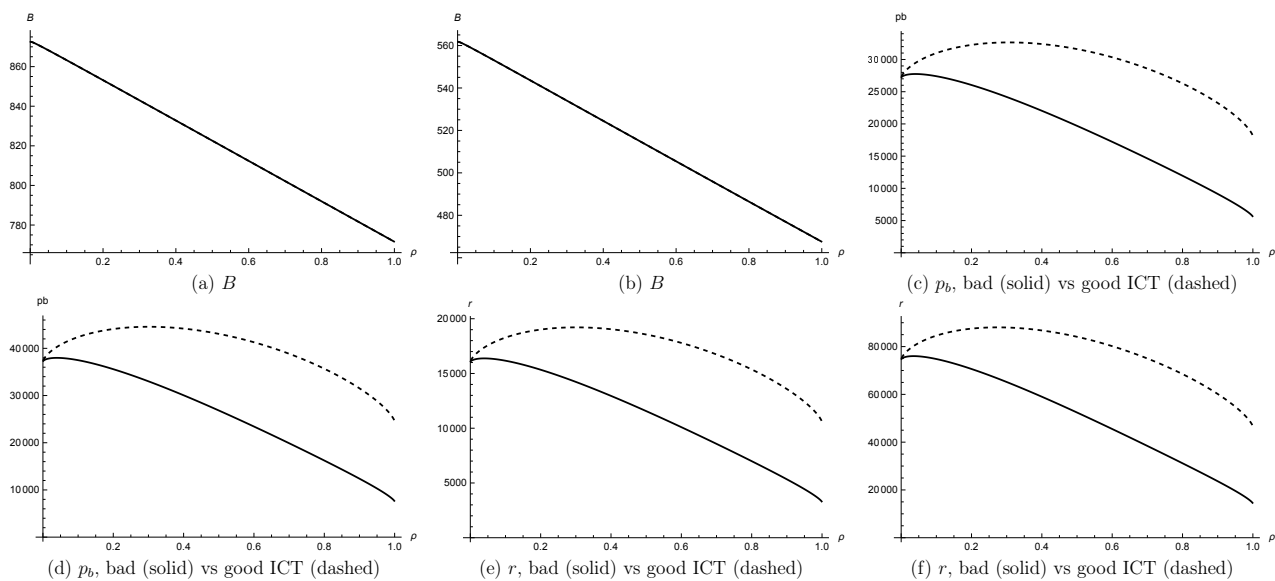 B
860
840
820
800
780
0.2 0.4 0.6 0.8 1.0 ρ
(a) B
B
560
540
520
500
480
0.2 0.4 0.6 0.8 1.0 ρ
(b) B
pb
30000
25000
20000
15000
10000
5000
0.2 0.4 0.6 0.8 1.0 ρ
(c) p_b, bad (solid) vs good ICT (dashed)
pb
40000
30000
20000
10000
0.2 0.4 0.6 0.8 1.0 ρ
(d) p_b, bad (solid) vs good ICT (dashed)
r
20000
15000
10000
5000
0.2 0.4 0.6 0.8 1.0 ρ
(e) r, bad (solid) vs good ICT (dashed)
r
80000
60000
40000
20000
0.2 0.4 0.6 0.8 1.0 ρ
(f) r, bad (solid) vs good ICT (dashed)